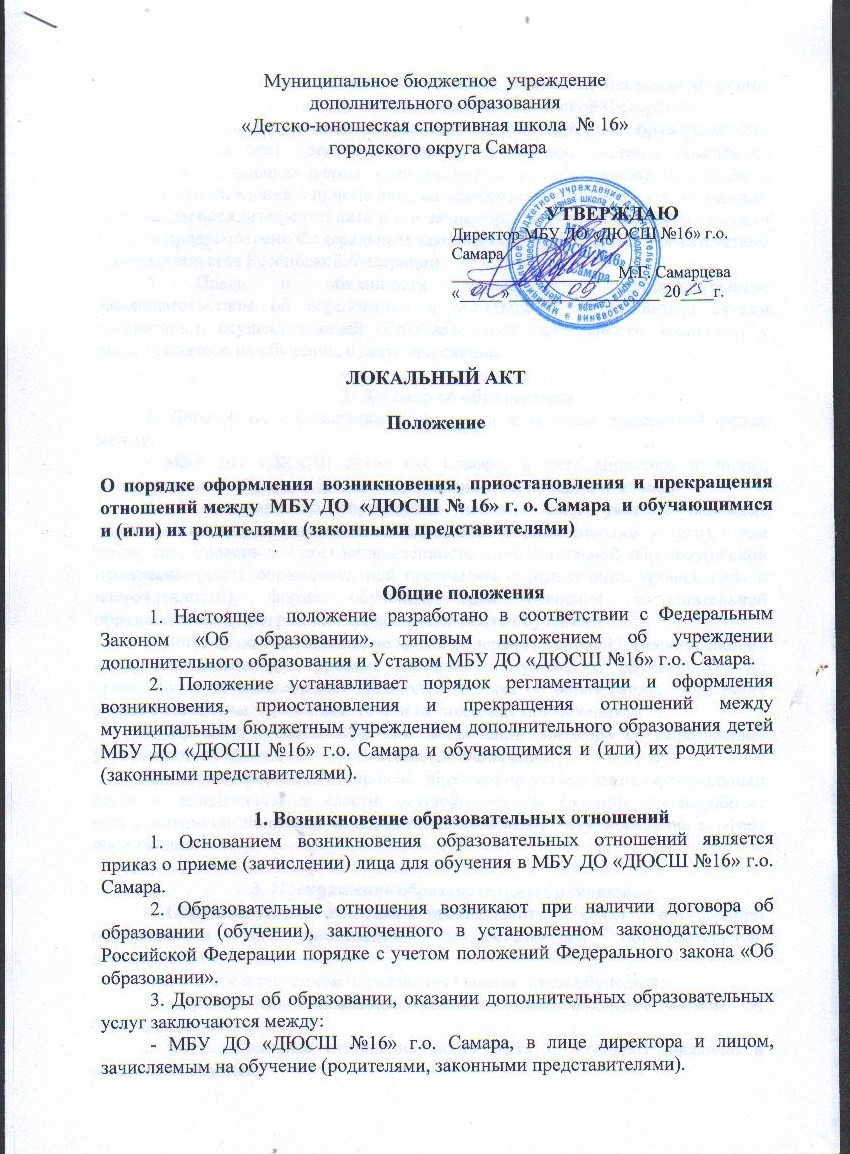 Муниципальное бюджетное учреждение
дополнительного образования
«Детско-юношеская спортивная школа № 16»
городского округа Самара
УТВЕРЖДАЮ
Директор МБУ ДО «ДЮСШ №16» г.о.
Самара
М.Г. Самарцева
« 01 » 09 2015 г.
ЛОКАЛЬНЫЙ АКТ
Положение
О порядке оформления возникновения, приостановления и прекращения
отношений между МБУ ДО «ДЮСШ № 16» г. о. Самара и обучающимися
и (или) их родителями (законными представителями)
Общие положения
1. Настоящее положение разработано в соответствии с Федеральным
Законом «Об образовании», типовым положением об учреждении
дополнительного образования и Уставом МБУ ДО «ДЮСШ №16» г.о. Самара.
2. Положение устанавливает порядок регламентации и оформления
возникновения, приостановления и прекращения отношений между
муниципальным бюджетным учреждением дополнительного образования детей
МБУ ДО «ДЮСШ №16» г.о. Самара и обучающимися и (или) их родителями
(законными представителями).
1. Возникновение образовательных отношений
1. Основанием возникновения образовательных отношений является
приказ о приеме (зачислении) лица для обучения в МБУ ДО «ДЮСШ №16» г.о.
Самара.
2. Образовательные отношения возникают при наличии договора об
образовании (обучении), заключенного в установленном законодательством
Российской Федерации порядке с учетом положений Федерального закона «Об
образовании».
3. Договоры об образовании, оказании дополнительных образовательных
услуг заключаются между:
- МБУ ДО «ДЮСШ №16» г.о. Самара, в лице директора и лицом,
зачисляемым на обучение (родителями, законными представителями).